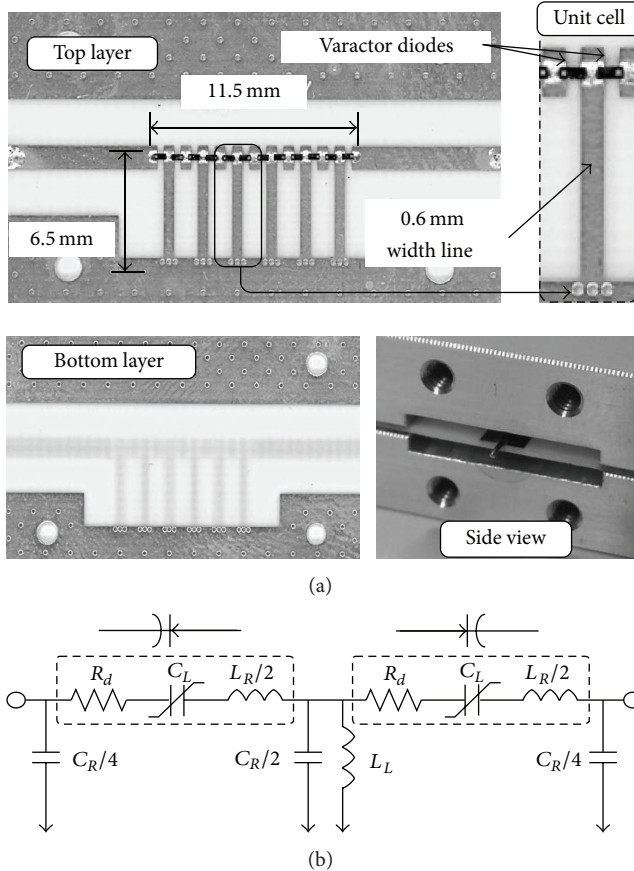 Unit cell
Top layer
Varactor diodes
11.5 mm
6.5 mm
0.6 mm
width line
Bottom layer
Side view
(a)
R_d
C_L
L_R/2
R_d
C_L
L_R/2
C_R/4
C_R/2
L_L
C_R/4
(b)